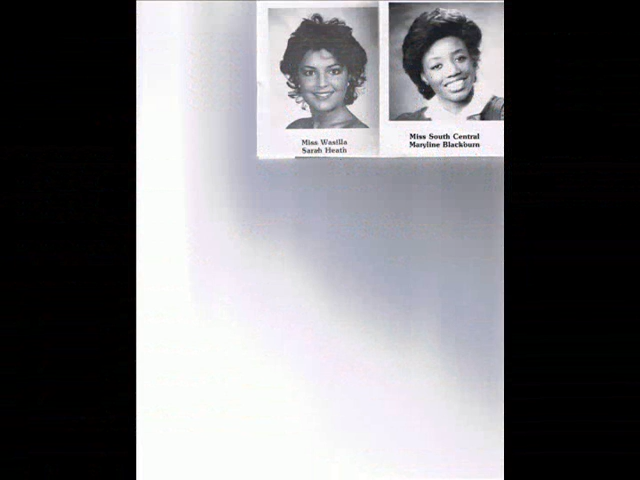 Miss Wasilla
Sarah Heath
Miss South Central
Maryline Blackburn